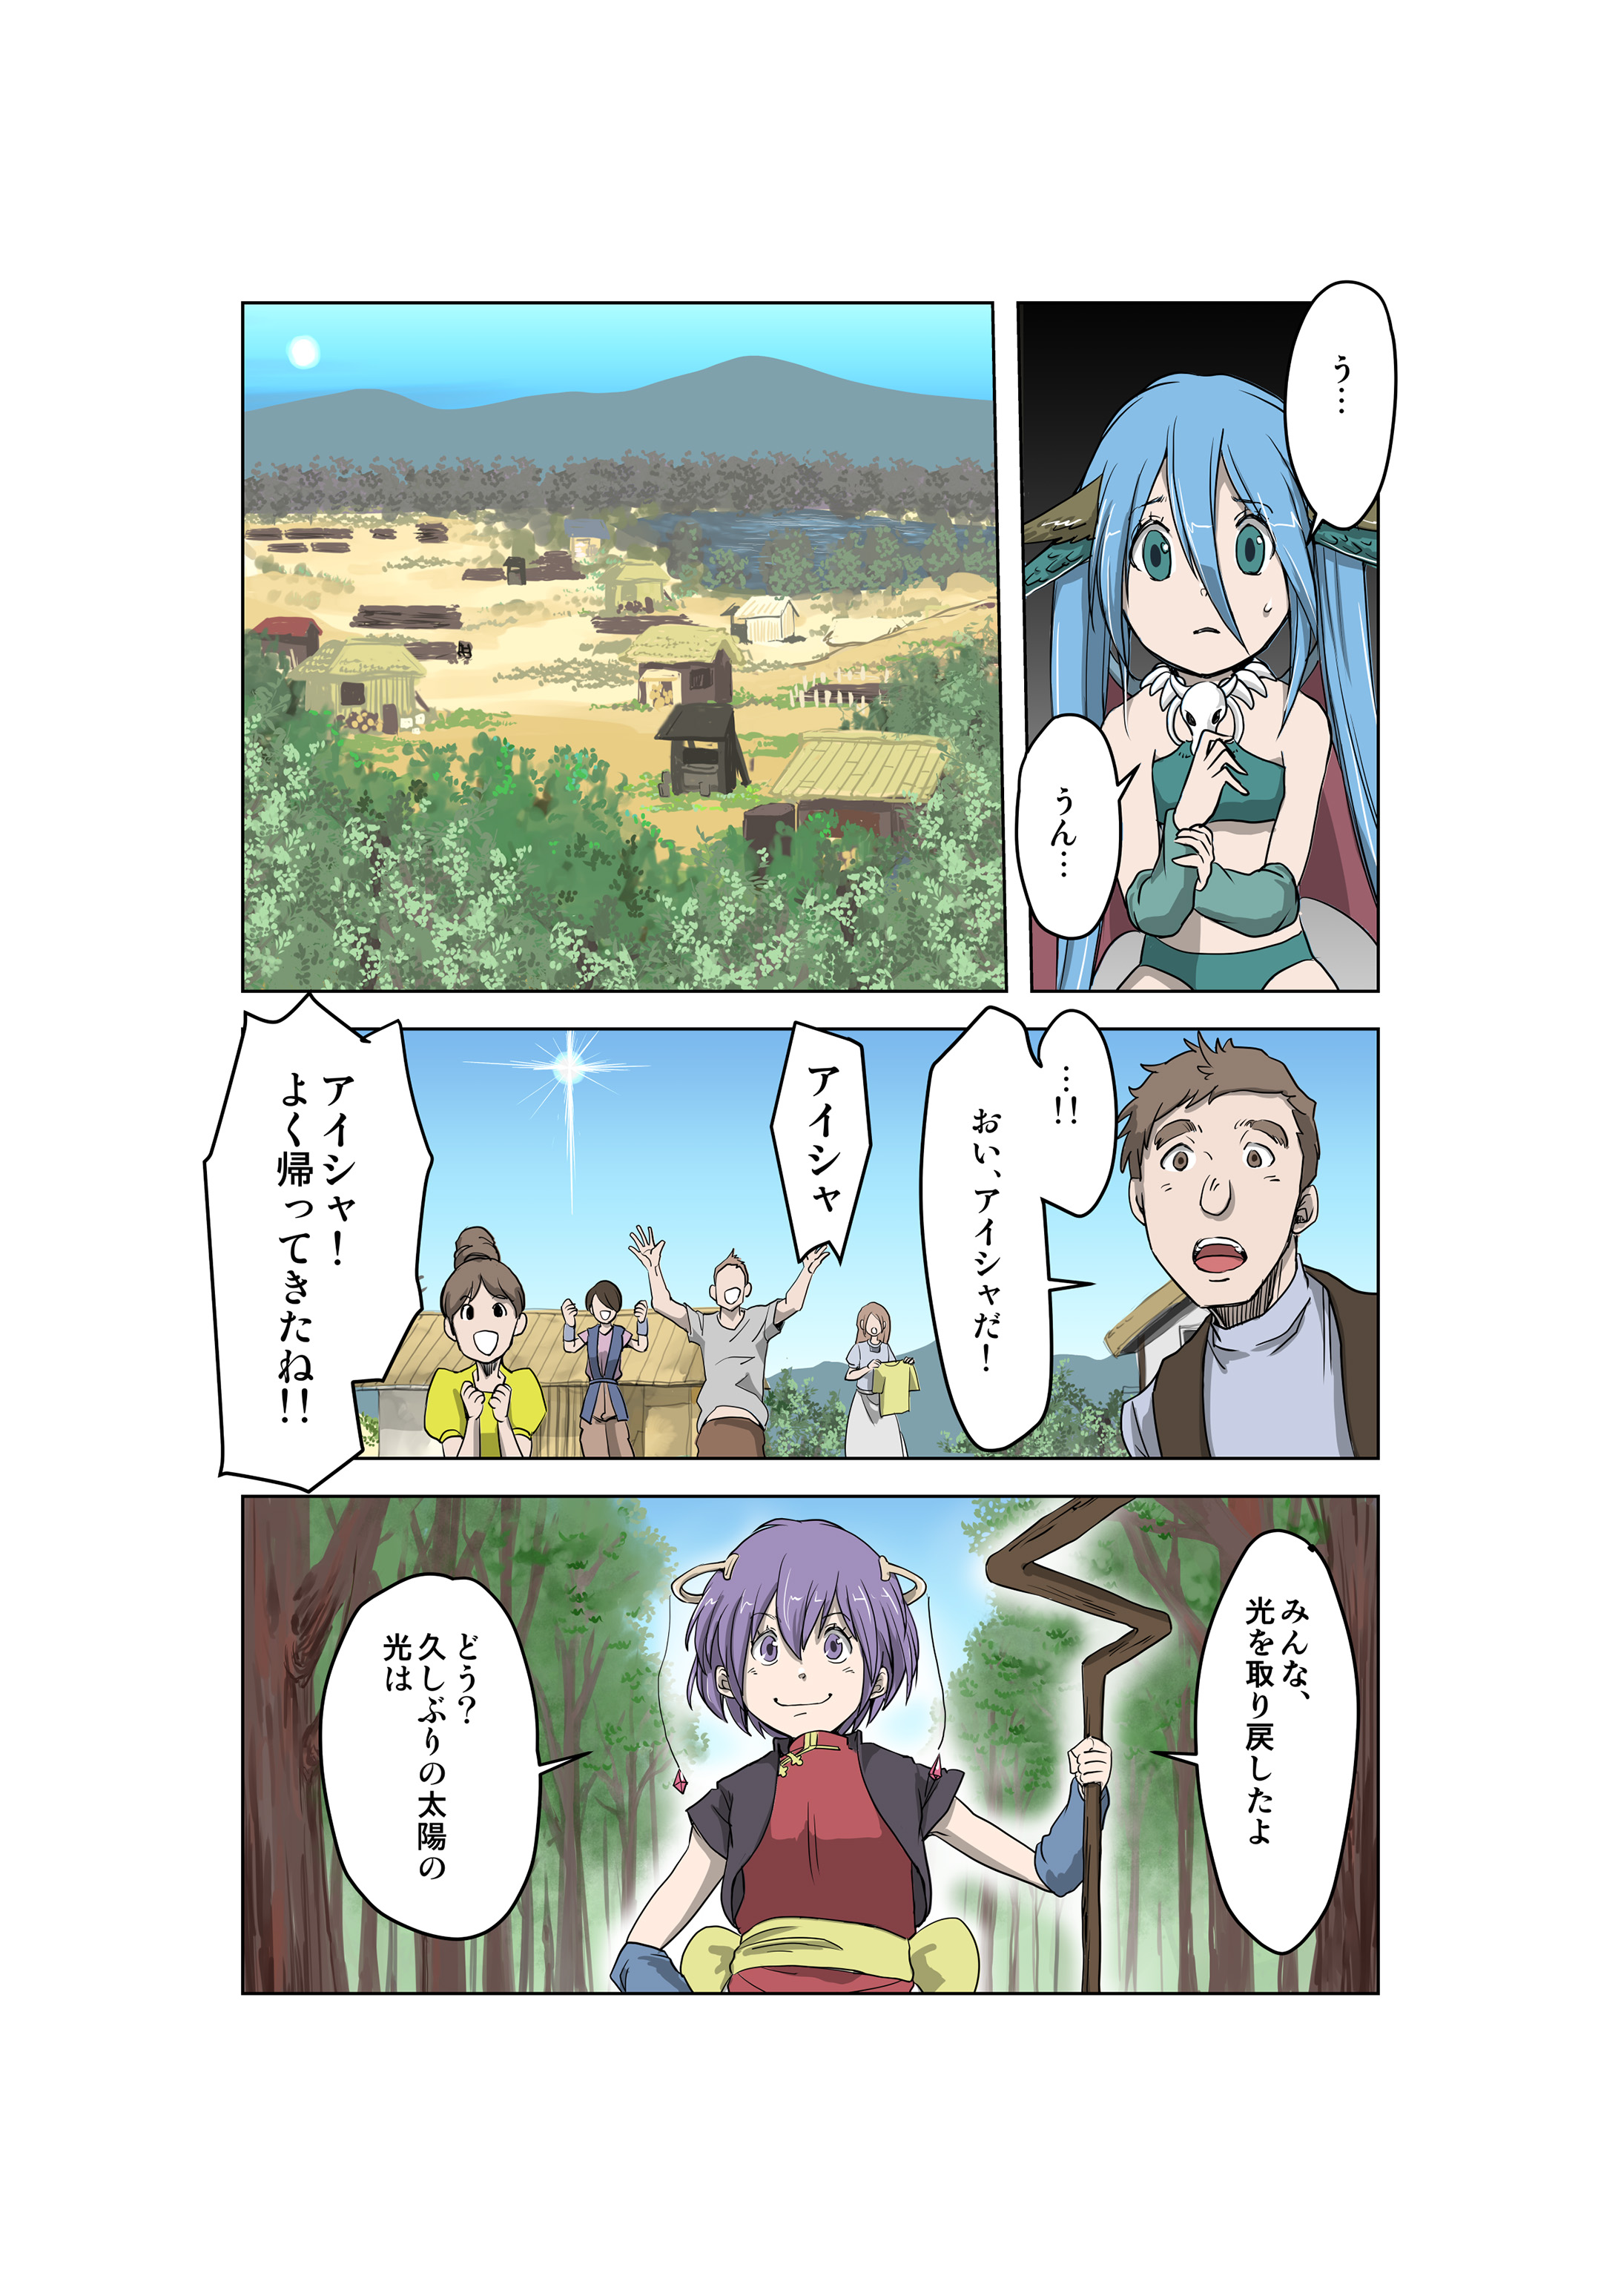 う…
うん…
…!!
おい、アイシャだ！
アイシャ
アイシャ！
よく帰ってきたね!!
みんな、
光を取り戻したよ
どう？
久しぶりの太陽の
光は